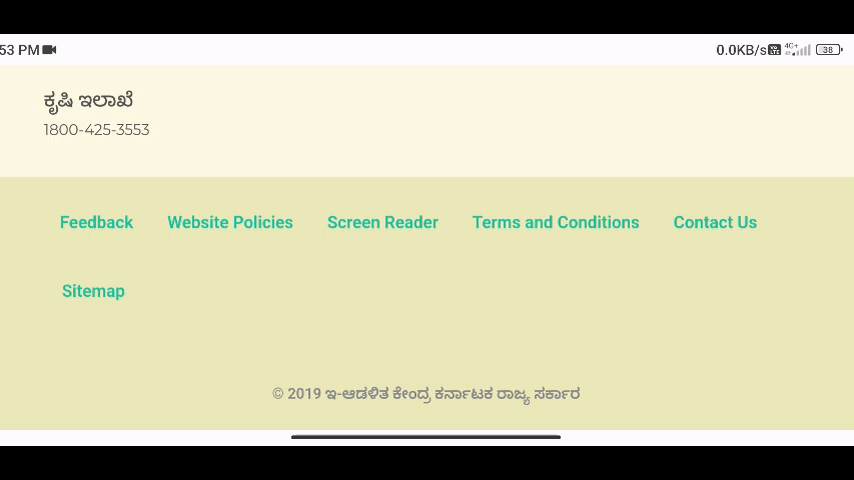 53 PM 0.0KB/s 4G+ 38
ಕೃಷಿ ಇಲಾಖೆ
1800-425-3553
Feedback Website Policies Screen Reader Terms and Conditions Contact Us
Sitemap
© 2019 ಇ-ಆಡಳಿತ ಕೇಂದ್ರ ಕರ್ನಾಟಕ ರಾಜ್ಯ ಸರ್ಕಾರ